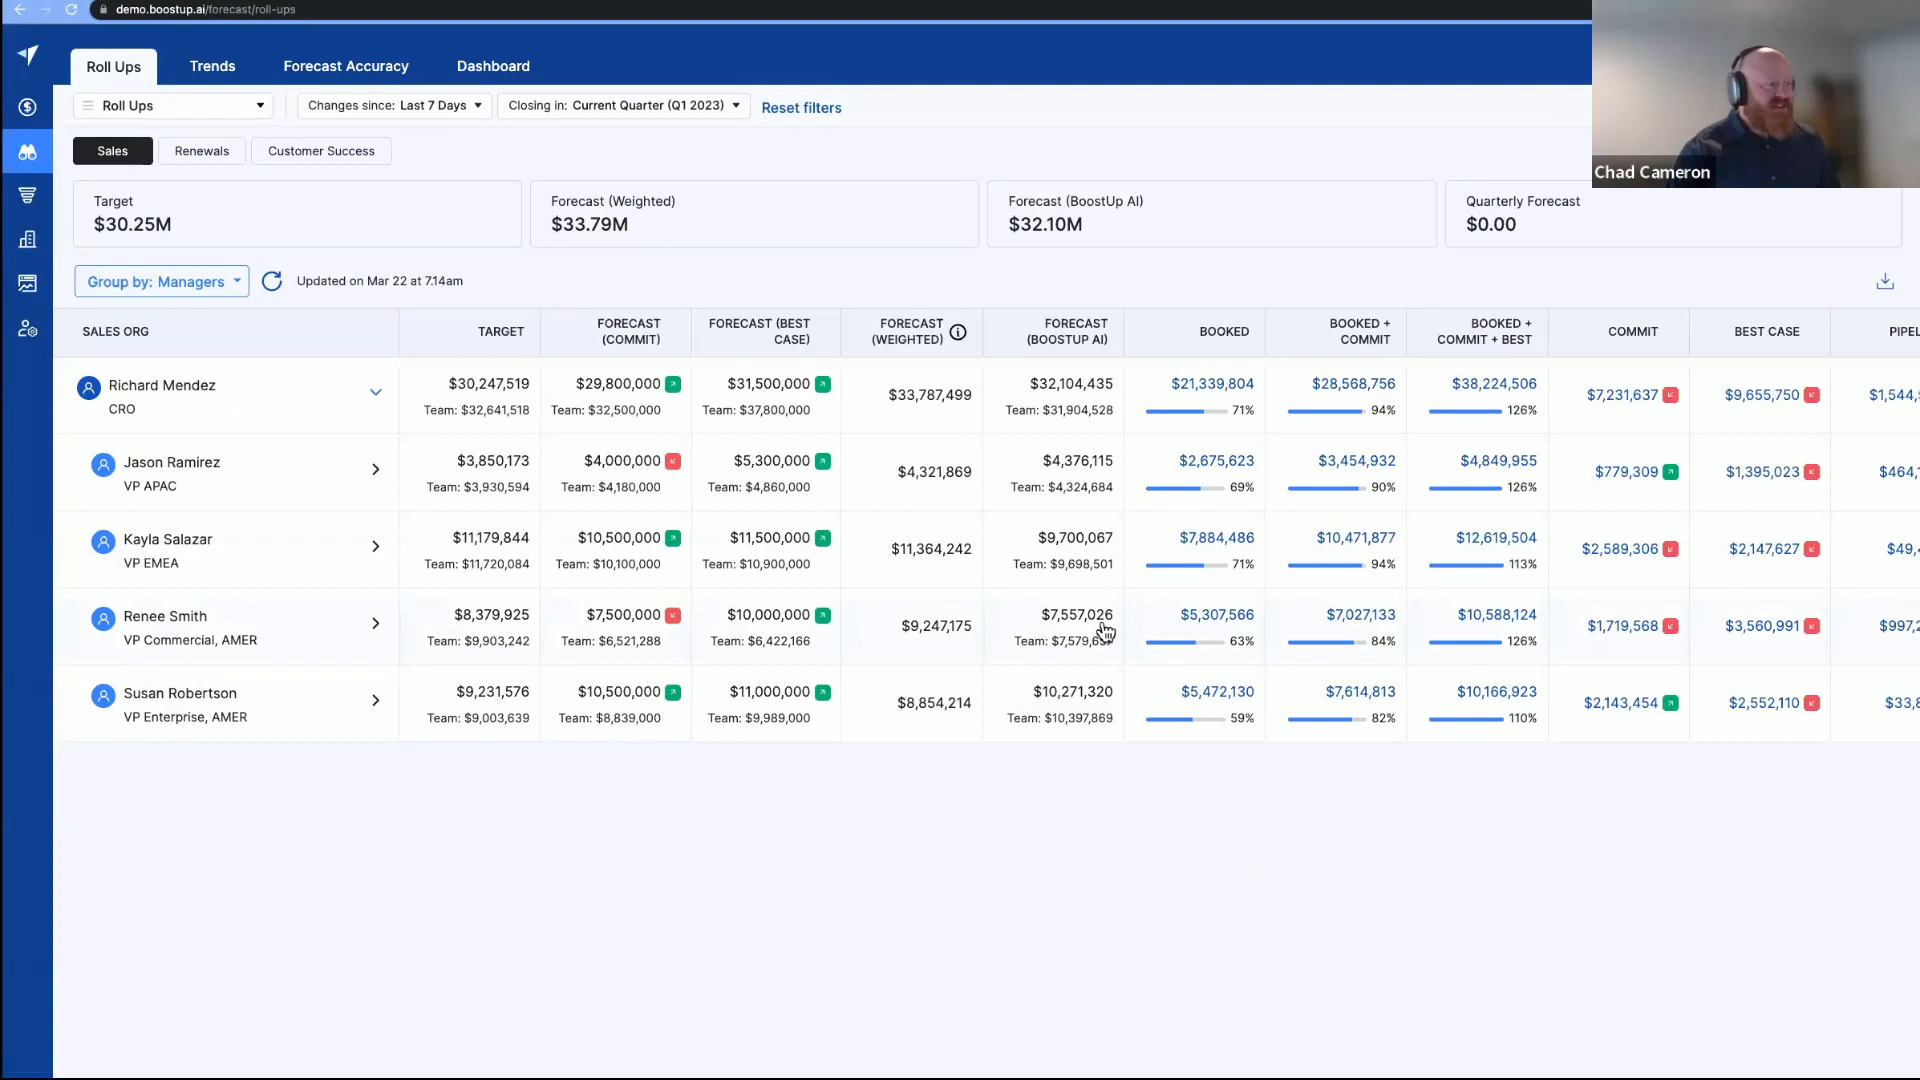 demo.boostup.ai/forecast/roll-ups
Roll Ups
Trends
Forecast Accuracy
Dashboard
Roll Ups
Changes since: Last 7 Days
Closing in: Current Quarter (Q1 2023)
Reset filters
Chad Cameron
Sales
Renewals
Customer Success
Target
$30.25M
Forecast (Weighted)
$33.79M
Forecast (BoostUp AI)
$32.10M
Quarterly Forecast
$0.00
Group by: Managers
Updated on Mar 22 at 7.14am
SALES ORG
TARGET
FORECAST
(COMMIT)
FORECAST (BEST
CASE)
FORECAST
(WEIGHTED)
FORECAST
(BOOSTUP AI)
BOOKED
BOOKED +
COMMIT
BOOKED +
COMMIT + BEST
COMMIT
BEST CASE
PIPEL
Richard Mendez
CRO
$30,247,519
Team: $32,641,518
$29,800,000
Team: $32,500,000
$31,500,000
Team: $37,800,000
$33,787,499
$32,104,435
Team: $31,904,528
$21,339,804
71%
$28,568,756
94%
$38,224,506
126%
$7,231,637
$9,655,750
$1,544,
Jason Ramirez
VP APAC
$3,850,173
Team: $3,930,594
$4,000,000
Team: $4,180,000
$5,300,000
Team: $4,860,000
$4,321,869
$4,376,115
Team: $4,324,684
$2,675,623
69%
$3,454,932
90%
$4,849,955
126%
$779,309
$1,395,023
$464,
Kayla Salazar
VP EMEA
$11,179,844
Team: $11,720,084
$10,500,000
Team: $10,100,000
$11,500,000
Team: $10,900,000
$11,364,242
$9,700,067
Team: $9,698,501
$7,884,486
71%
$10,471,877
94%
$12,619,504
113%
$2,589,306
$2,147,627
$49,
Renee Smith
VP Commercial, AMER
$8,379,925
Team: $9,903,242
$7,500,000
Team: $6,521,288
$10,000,000
Team: $6,422,166
$9,247,175
$7,557,026
Team:
$5,307,566
63%
$7,027,133
84%
$10,588,124
126%
$1,719,568
$3,560,991
$997,2
Susan Robertson
VP Enterprise, AMER
$9,231,576
Team: $9,003,639
$10,500,000
Team: $8,839,000
$11,000,000
Team: $9,989,000
$8,854,214
$10,271,320
Team: $10,397,869
$5,472,130
59%
$7,614,813
82%
$10,166,923
110%
$2,143,454
$2,552,110
$33,8